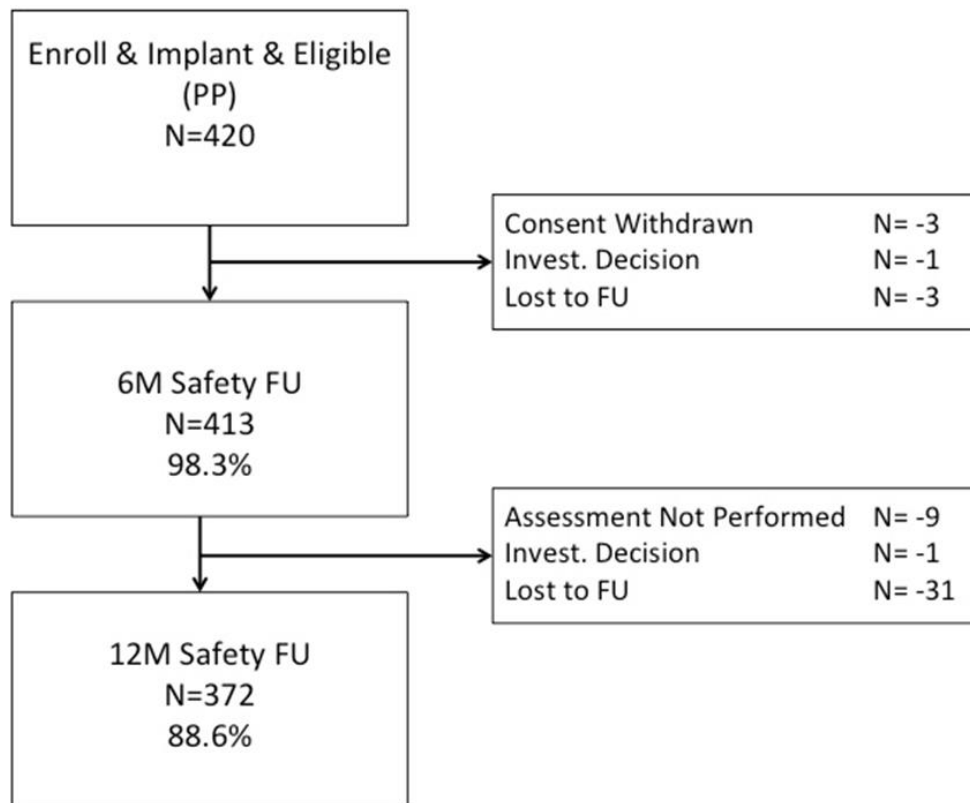 Enroll & Implant & Eligible
(PP)
N=420
Consent Withdrawn N= -3
Invest. Decision N= -1
Lost to FU N= -3
6M Safety FU
N=413
98.3%
Assessment Not Performed N= -9
Invest. Decision N= -1
Lost to FU N= -31
12M Safety FU
N=372
88.6%